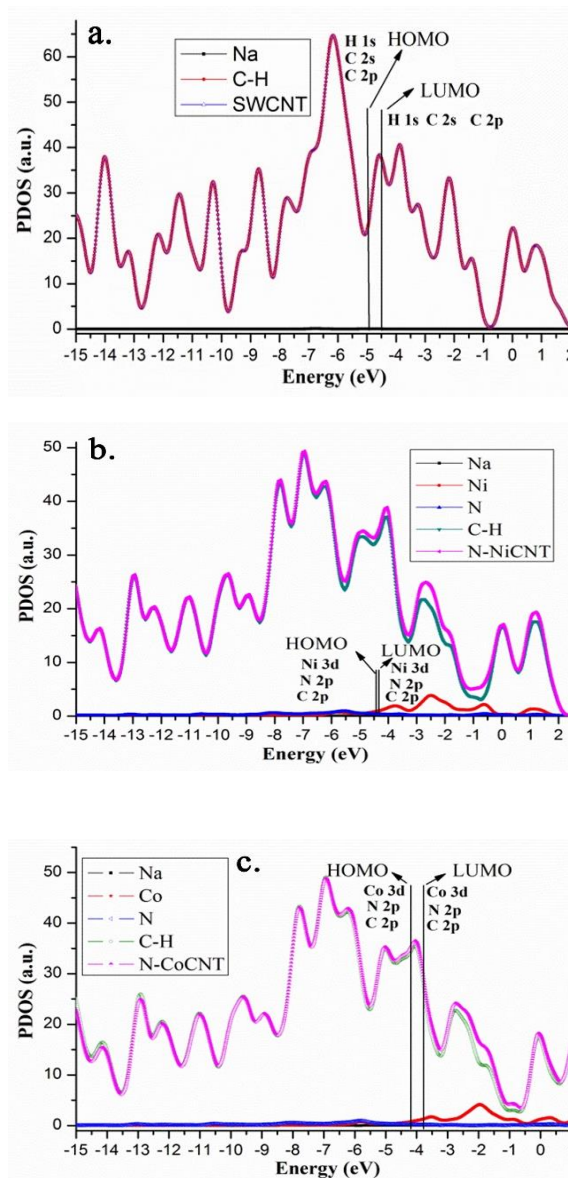 a.
Na
C-H
SWCNT
H 1s
C 2s
C 2p
HOMO
LUMO
H 1s C 2s C 2p
PDOS (a.u.)
70
60
50
40
30
20
10
0
-15 -14 -13 -12 -11 -10 -9 -8 -7 -6 -5 -4 -3 -2 -1 0 1 2
Energy (eV)
b.
Na
Ni
N
C-H
N-NiCNT
HOMO
Ni 3d
N 2p
C 2p
LUMO
Ni 3d
N 2p
C 2p
PDOS (a.u.)
50
40
30
20
10
0
-15 -14 -13 -12 -11 -10 -9 -8 -7 -6 -5 -4 -3 -2 -1 0 1 2
Energy (eV)
c.
Na
Co
N
C-H
N-CoCNT
HOMO
Co 3d
N 2p
C 2p
LUMO
Co 3d
N 2p
C 2p
PDOS (a.u.)
50
40
30
20
10
0
-15 -14 -13 -12 -11 -10 -9 -8 -7 -6 -5 -4 -3 -2 -1 0
Energy (eV)